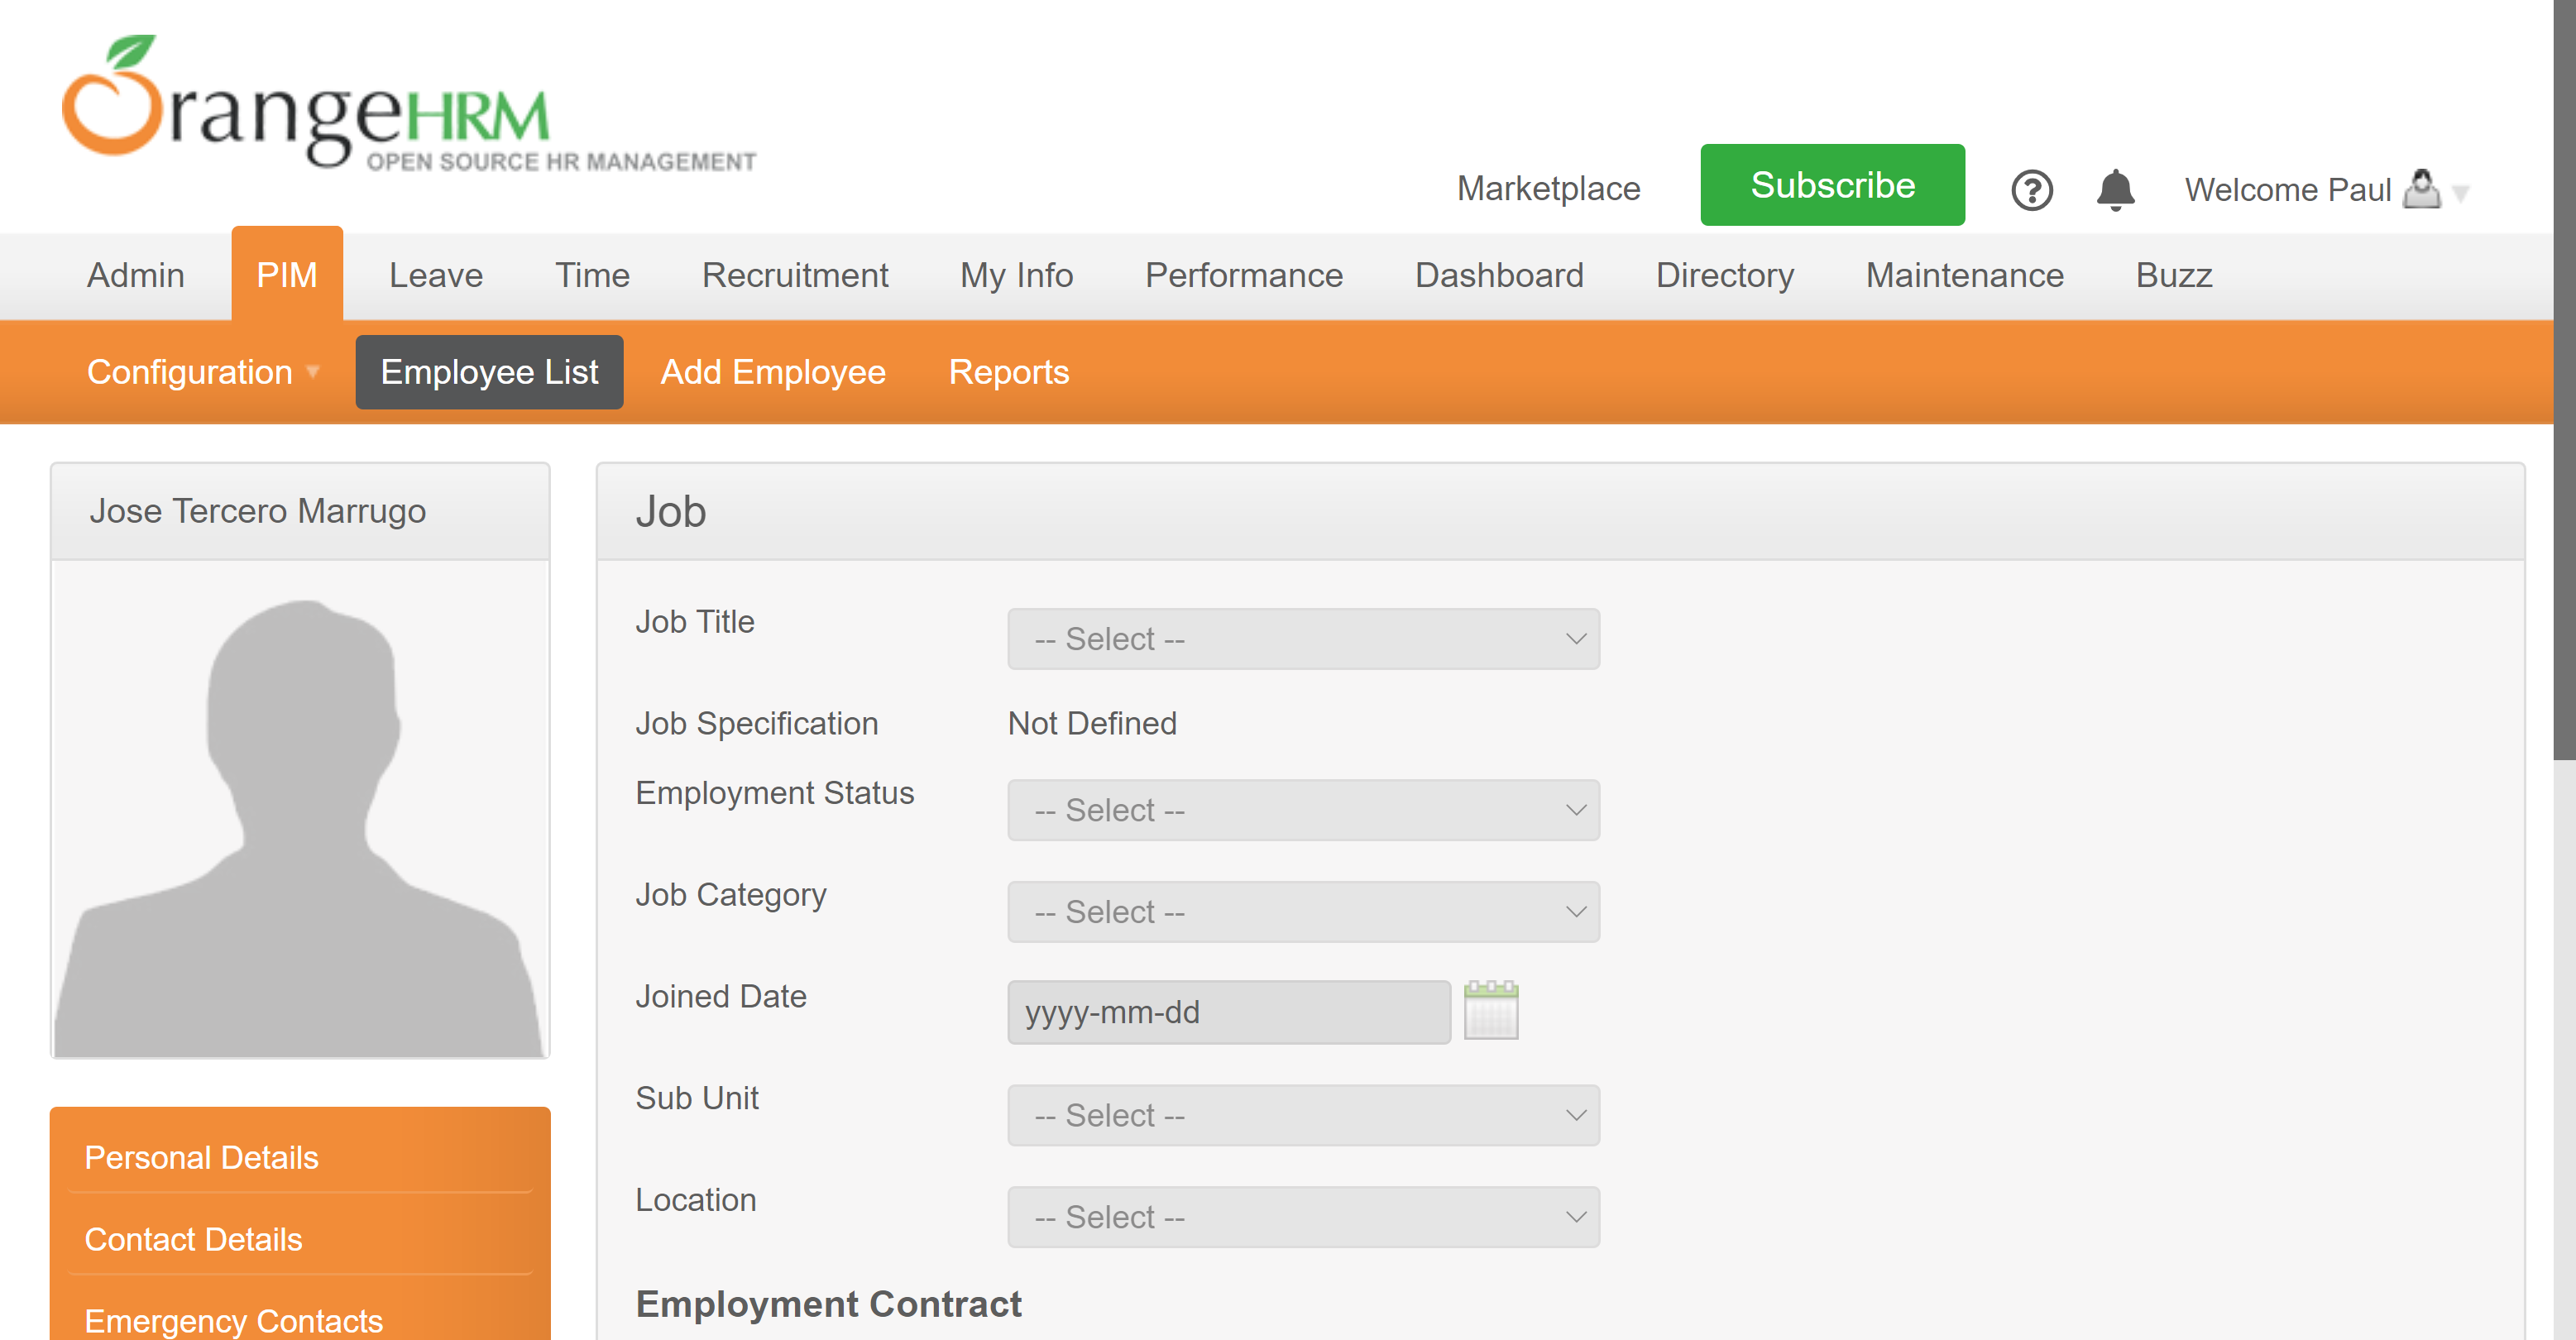 OrangeHRM
OPEN SOURCE HR MANAGEMENT
Marketplace
Subscribe
Welcome Paul
Admin
PIM
Leave
Time
Recruitment
My Info
Performance
Dashboard
Directory
Maintenance
Buzz
Configuration
Employee List
Add Employee
Reports
Jose Tercero Marrugo
Personal Details
Contact Details
Emergency Contacts
Job
Job Title
-- Select --
Job Specification
Not Defined
Employment Status
-- Select --
Job Category
-- Select --
Joined Date
yyyy-mm-dd
Sub Unit
-- Select --
Location
-- Select --
Employment Contract